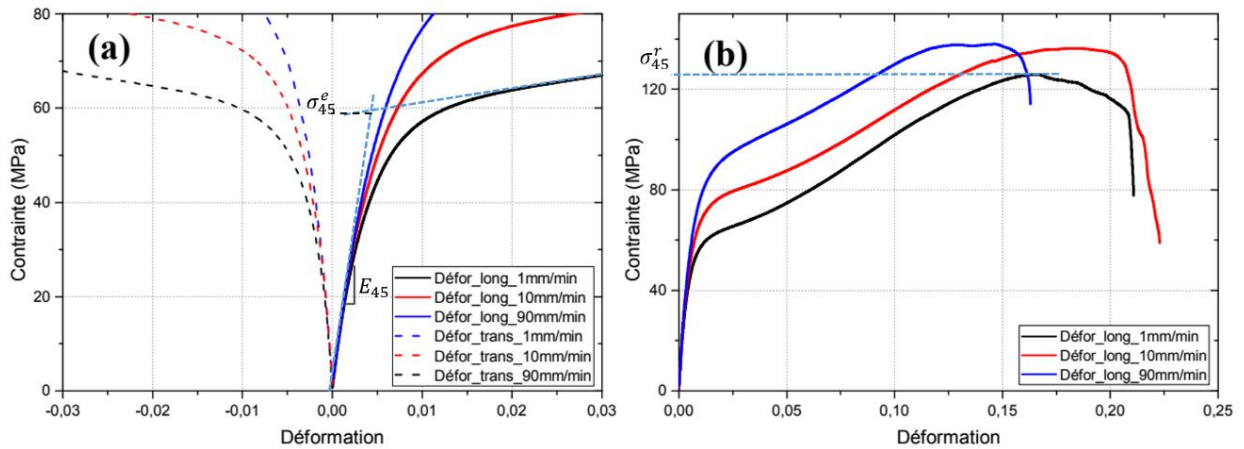 (a)
Contrainte (MPa)
80
60
40
20
0
σ₄₅ᵉ
E₄₅
Défor_long_1mm/min
Défor_long_10mm/min
Défor_long_90mm/min
Défor_trans_1mm/min
Défor_trans_10mm/min
Défor_trans_90mm/min
-0,03 -0,02 -0,01 0,00 0,01 0,02 0,03
Déformation
(b)
σ₄₅ʳ
Contrainte (MPa)
120
80
40
0
Défor_long_1mm/min
Défor_long_10mm/min
Défor_long_90mm/min
0,00 0,05 0,10 0,15 0,20 0,25
Déformation